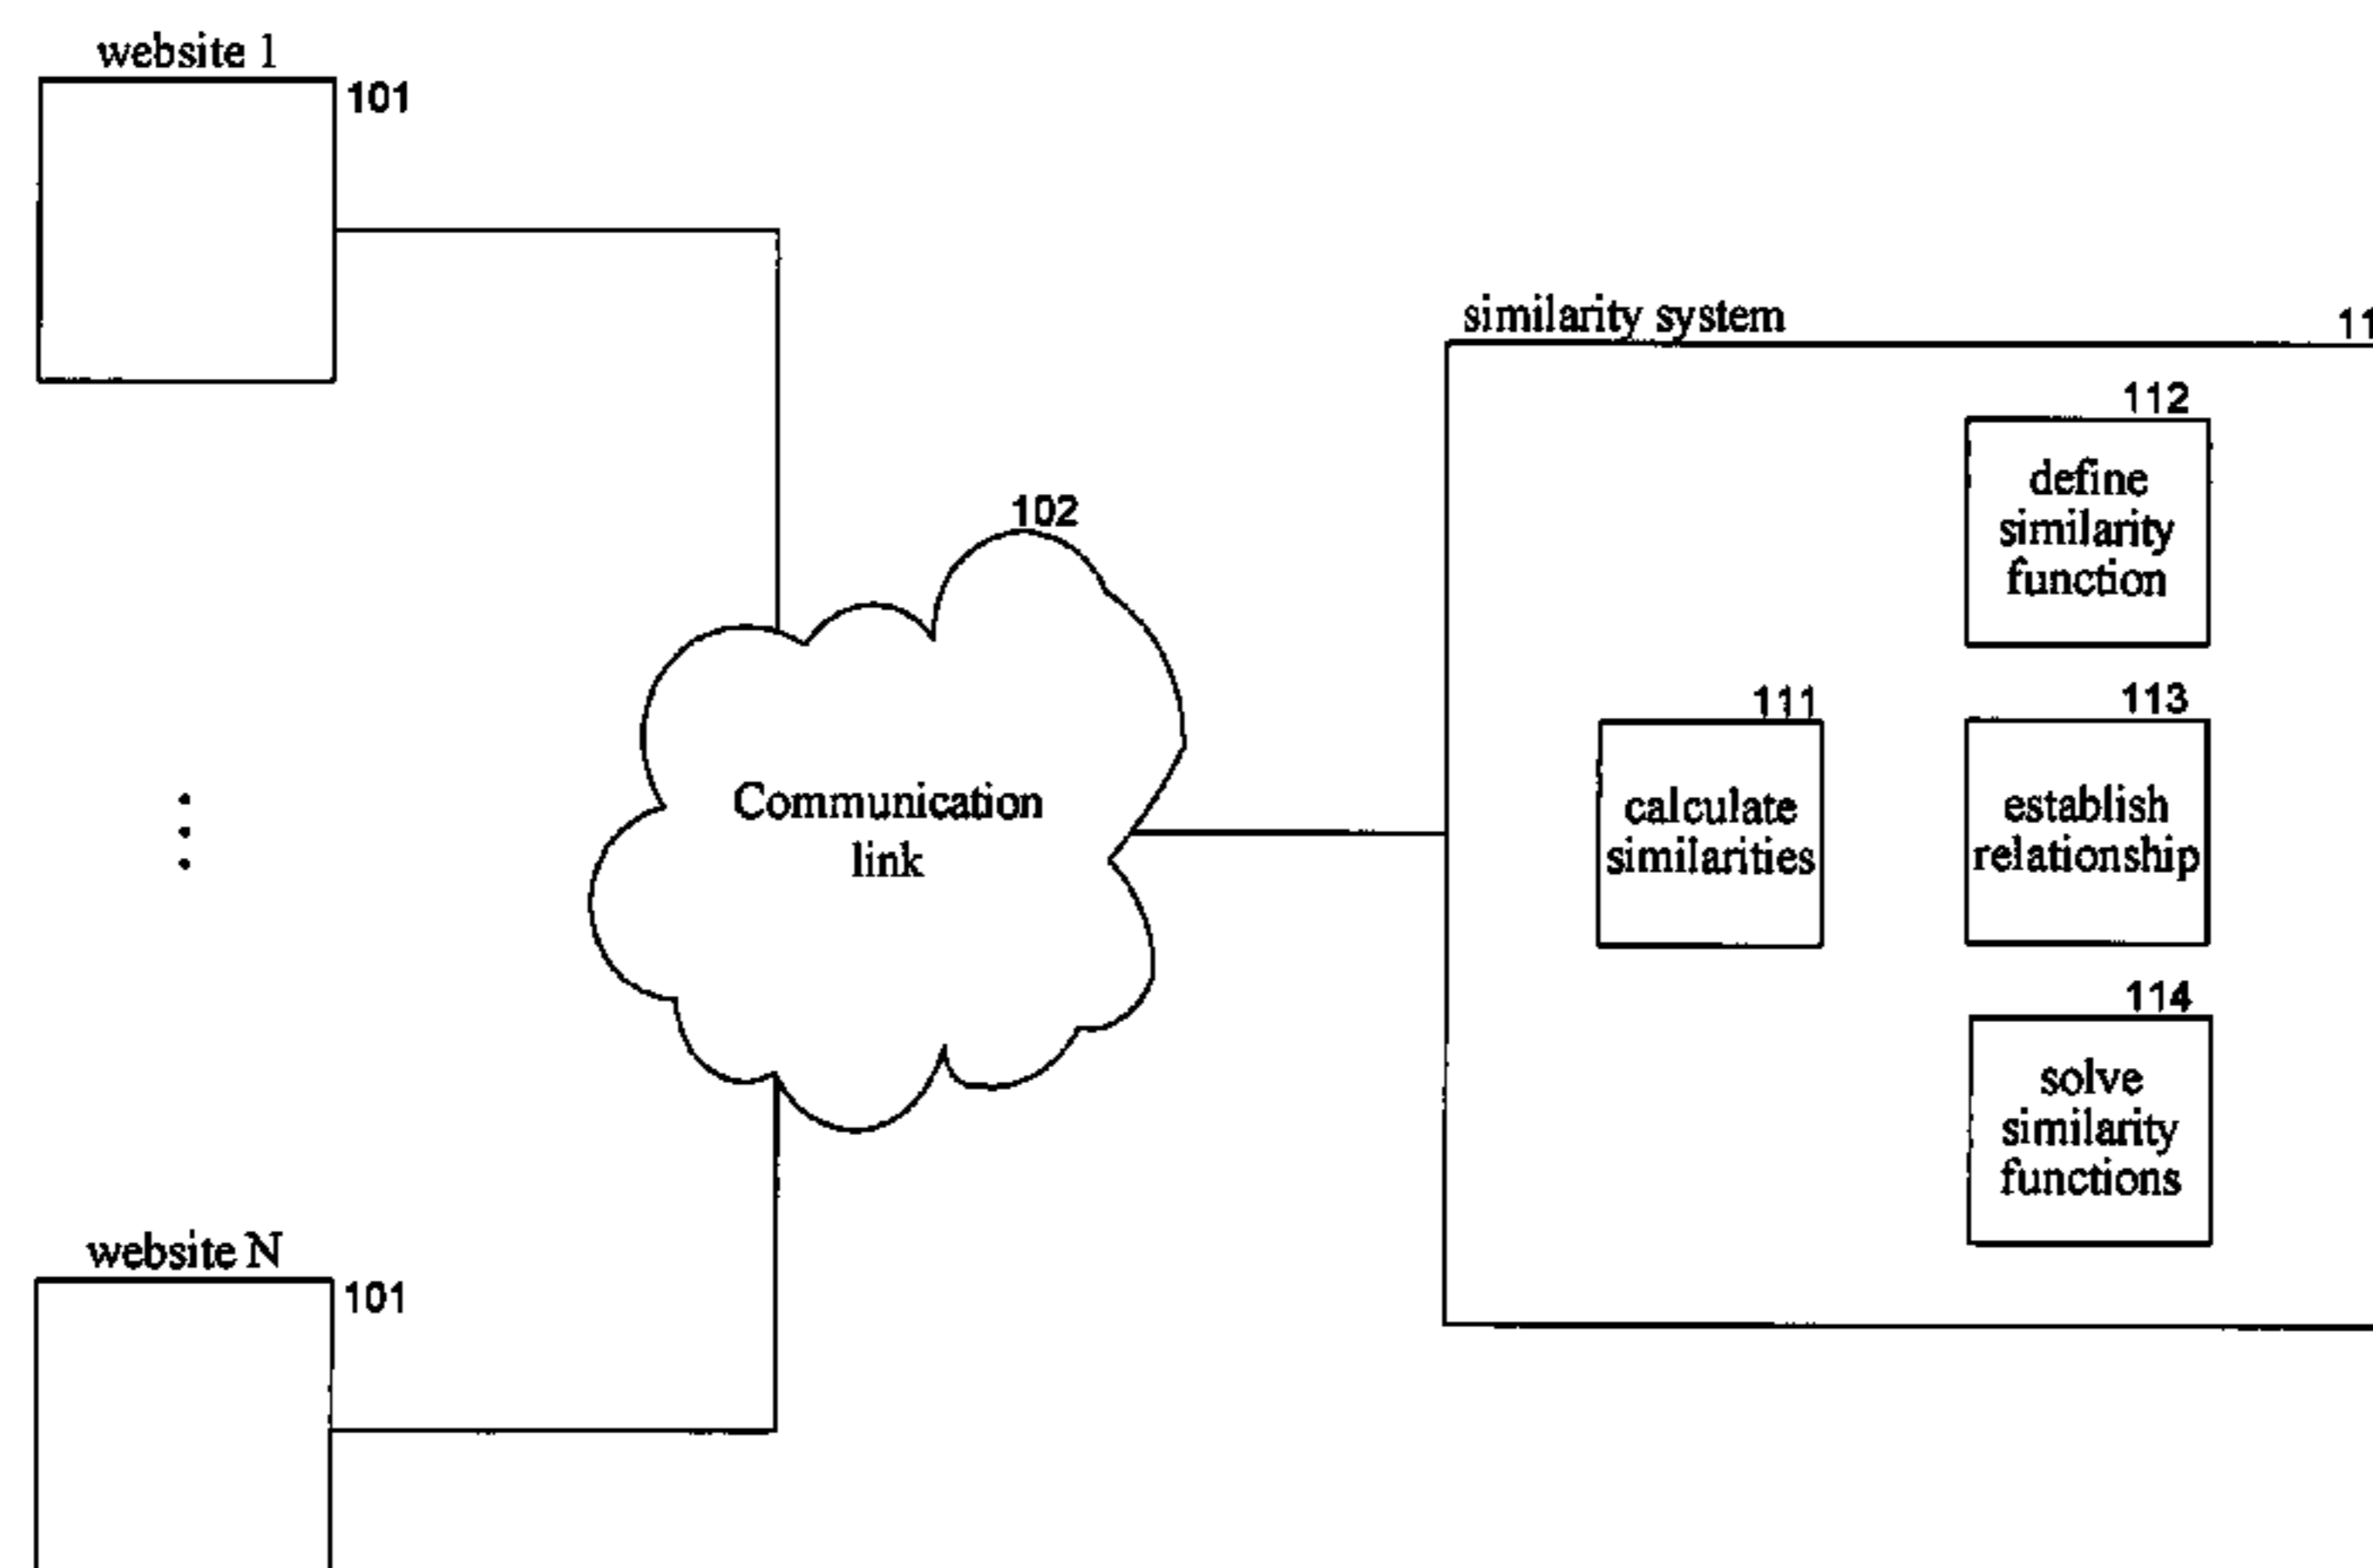 website 1
101
similarity system
112
define
similarity
function
102
111
113
Communication
link
calculate
similarities
establish
relationship
114
solve
similarity
functions
website N
101